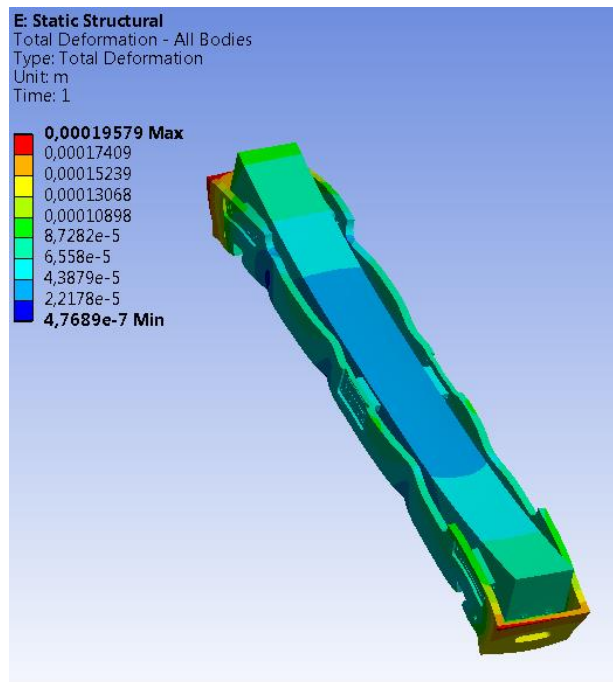 E: Static Structural
Total Deformation - All Bodies
Type: Total Deformation
Unit: m
Time: 1
0,00019579 Max
0,00017409
0,00015239
0,00013068
0,00010898
8,7282e-5
6,558e-5
4,3879e-5
2,2178e-5
4,7689e-7 Min